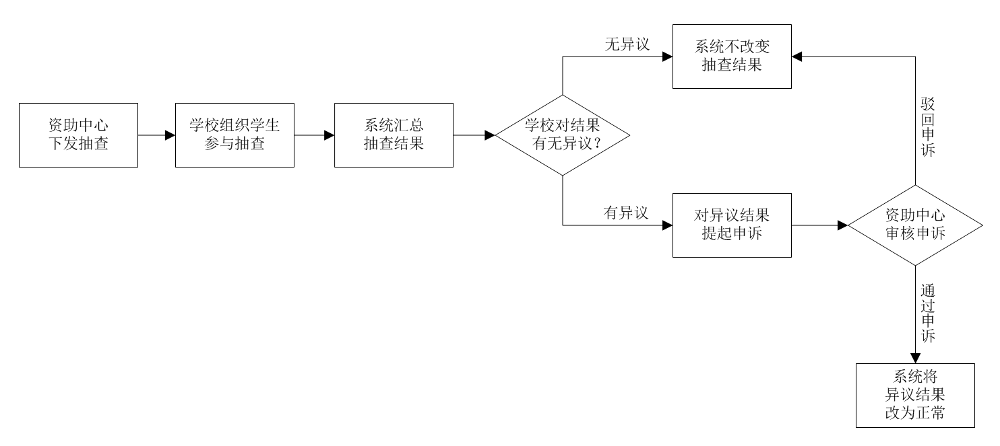 资助中心
下发抽查
学校组织学生
参与抽查
系统汇总
抽查结果
学校对结果
有无异议？
无异议
系统不改变
抽查结果
有异议
对异议结果
提起申诉
资助中心
审核申诉
驳回申诉
通过申诉
系统将
异议结果
改为正常